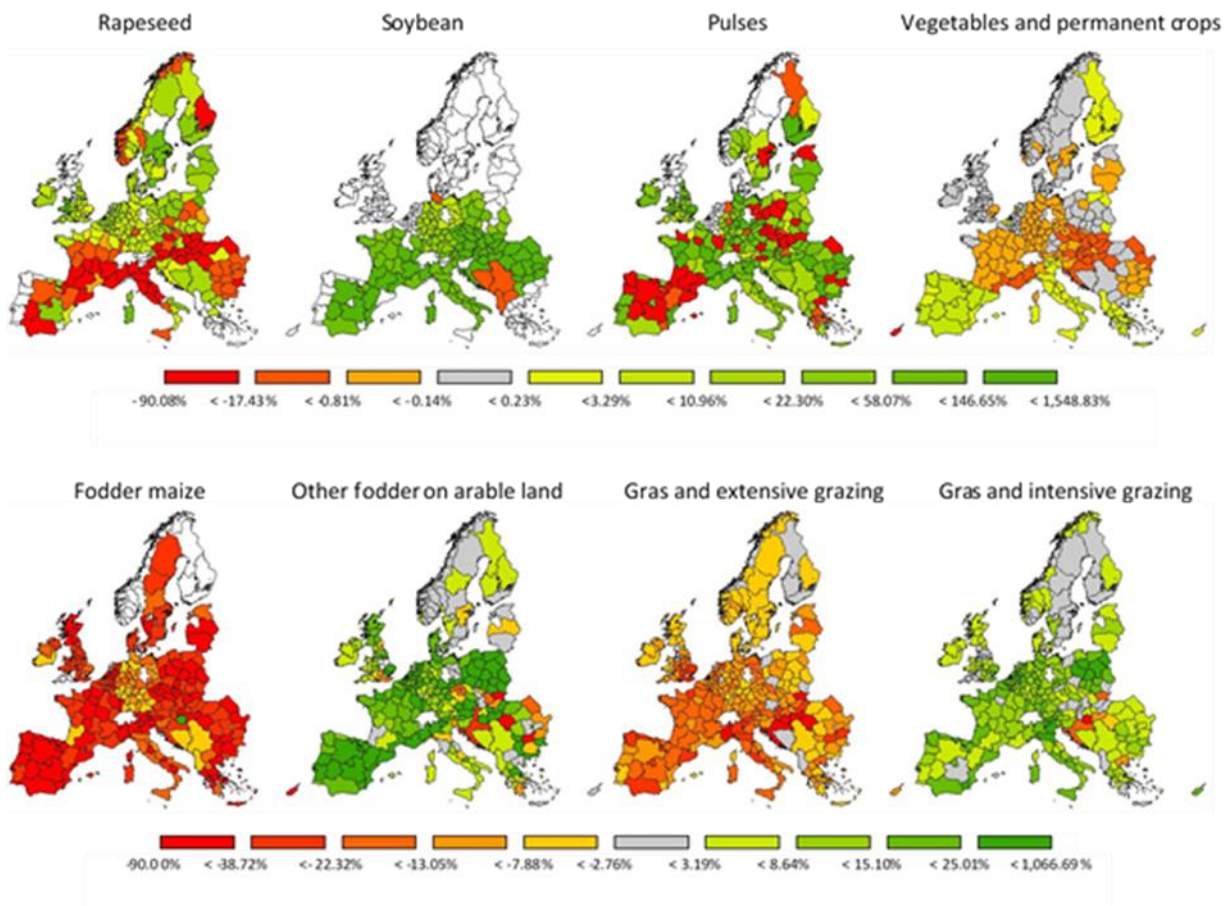 Rapeseed Soybean Pulses Vegetables and permanent crops
-90.08% < -17.43% < -0.81% < -0.14% < 0.23% <3.29% < 10.96% < 22.30% < 58.07% < 146.65% < 1,548.83%
Fodder maize Other fodder on arable land Gras and extensive grazing Gras and intensive grazing
-90.00% < -38.72% < -22.32% < -13.05% < -7.88% < -2.76% < 3.19% < 8.64% < 15.10% < 25.01% < 1,066.69%